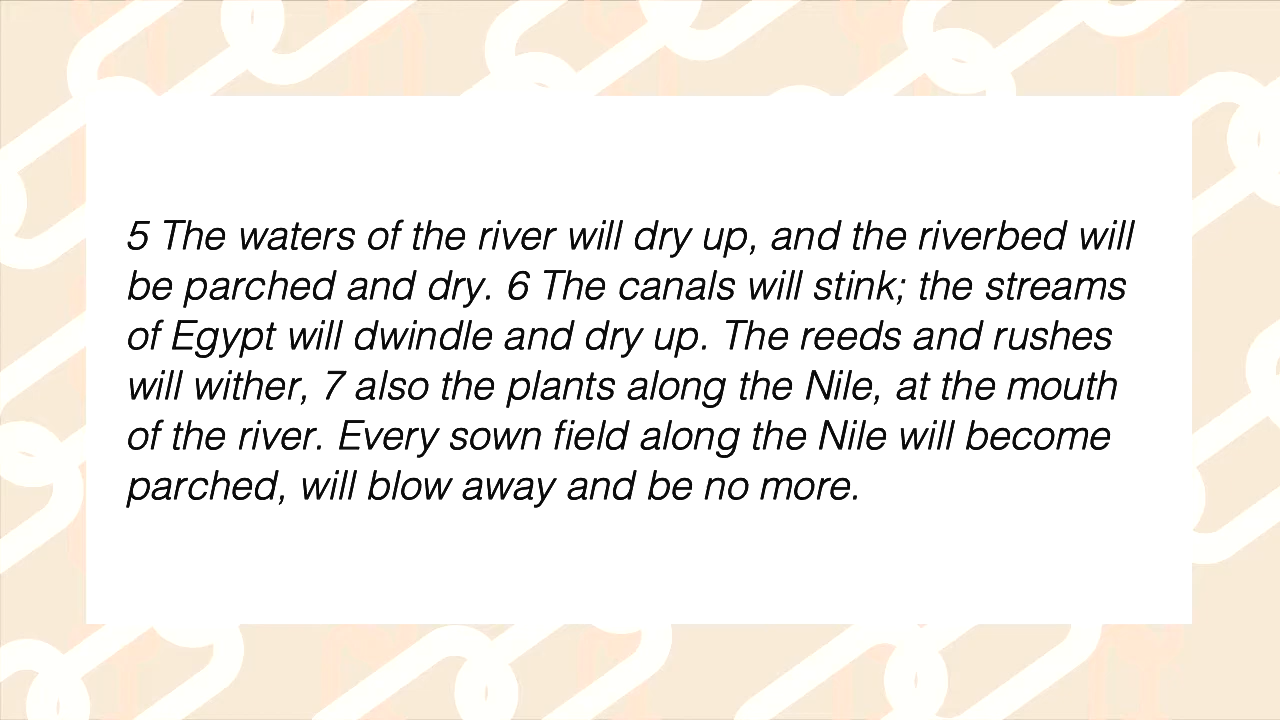 5 The waters of the river will dry up, and the riverbed will
be parched and dry. 6 The canals will stink; the streams
of Egypt will dwindle and dry up. The reeds and rushes
will wither, 7 also the plants along the Nile, at the mouth
of the river. Every sown field along the Nile will become
parched, will blow away and be no more.